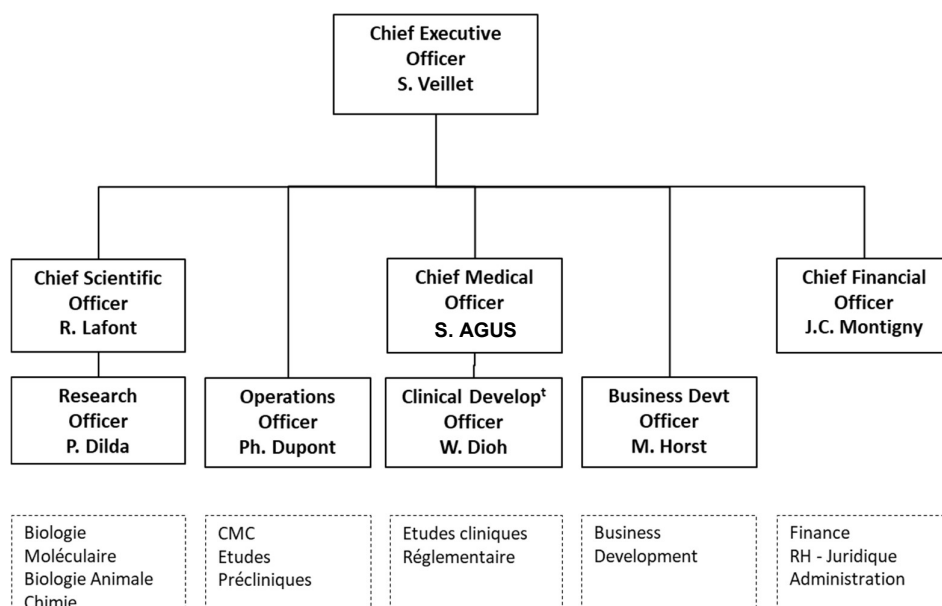 Chief Executive
Officer
S. Veillet
Chief Scientific
Officer
R. Lafont
Chief Medical
Officer
S. AGUS
Chief Financial
Officer
J.C. Montigny
Research
Officer
P. Dilda
Operations
Officer
Ph. Dupont
Clinical Developᵗ
Officer
W. Dioh
Business Devt
Officer
M. Horst
Biologie
Moléculaire
Biologie Animale
Chimie
CMC
Etudes
Précliniques
Etudes cliniques
Réglementaire
Business
Development
Finance
RH - Juridique
Administration